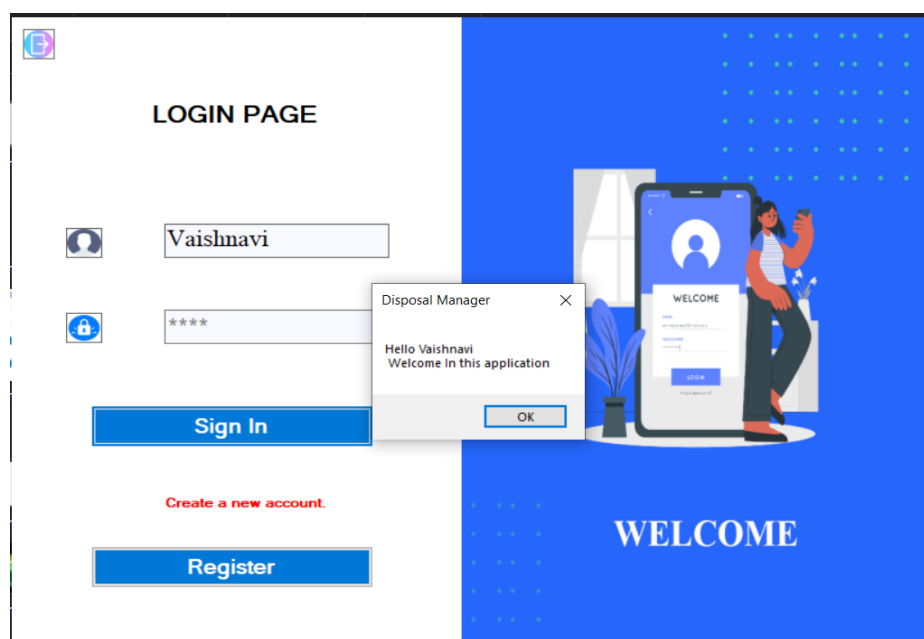 LOGIN PAGE
Vaishnavi
****
Sign In
Create a new account.
Register
Disposal Manager
Hello Vaishnavi
Welcome In this application
OK
WELCOME
LOGIN
WELCOME